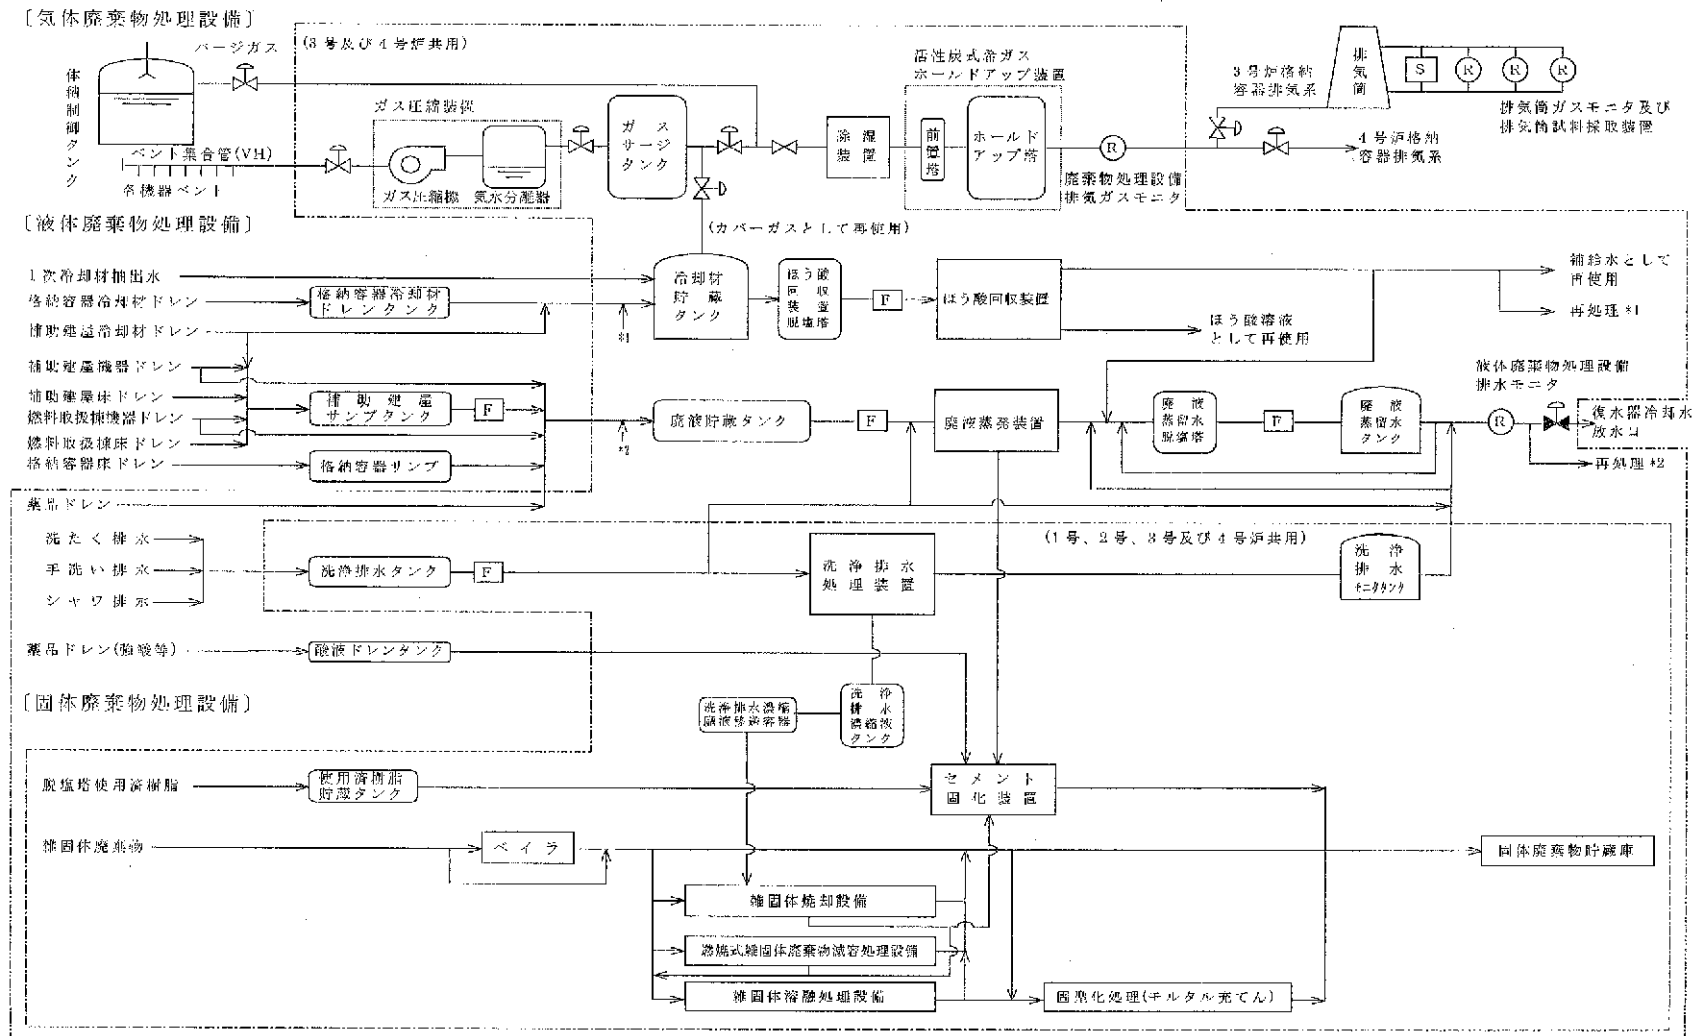 〔気体廃棄物処理設備〕
パージガス
(3号及び4号炉共用)
体積制御タンク
ベント集合管(VH)
各機器ベント
ガス圧縮装置
ガス圧縮機
気水分離器
ガス
サージ
タンク
除湿
装置
活性炭式希ガス
ホールドアップ装置
前置塔
ホールド
アップ塔
R
廃棄物処理設備
排気ガスモニタ
3号炉格納
容器排気系
排気筒
S
R
R
R
排気筒ガスモニタ及び
排気筒試料採取装置
4号炉格納
容器排気系
〔液体廃棄物処理設備〕
(カバーガスとして再使用)
1次冷却材抽出水
格納容器冷却材ドレン
格納容器冷却材
ドレンタンク
補助建屋冷却材ドレン
*1
冷却材
貯蔵
タンク
ほう酸
回収
装置
脱塩塔
F
ほう酸回収装置
補給水として
再使用
再処理*1
ほう酸溶液
として再使用
補助建屋機器ドレン
補助建屋床ドレン
燃料取扱棟機器ドレン
燃料取扱棟床ドレン
格納容器床ドレン
補助建屋
サンプタンク
F
格納容器サンプ
*2
廃液貯蔵タンク
F
廃液蒸発装置
廃液
蒸留水
脱塩塔
F
廃液
蒸留水
タンク
液体廃棄物処理設備
排水モニタ
R
復水器冷却水
放水口
再処理*2
薬品ドレン
洗たく排水
手洗い排水
シャワ排水
洗浄排水タンク
F
洗浄排水
処理装置
(1号、2号、3号及び4号炉共用)
洗浄
排水
モニタタンク
薬品ドレン(強酸等)
酸液ドレンタンク
〔固体廃棄物処理設備〕
洗浄排水濃縮
廃液移送容器
洗浄
排水
濃縮液
タンク
脱塩塔使用済樹脂
使用済樹脂
貯蔵タンク
セメント
固化装置
雑固体廃棄物
ベイラ
固体廃棄物貯蔵庫
雑固体焼却設備
燃焼式雑固体廃棄物減容処理設備
雑固体溶融処理設備
固型化処理(モルタル充てん)